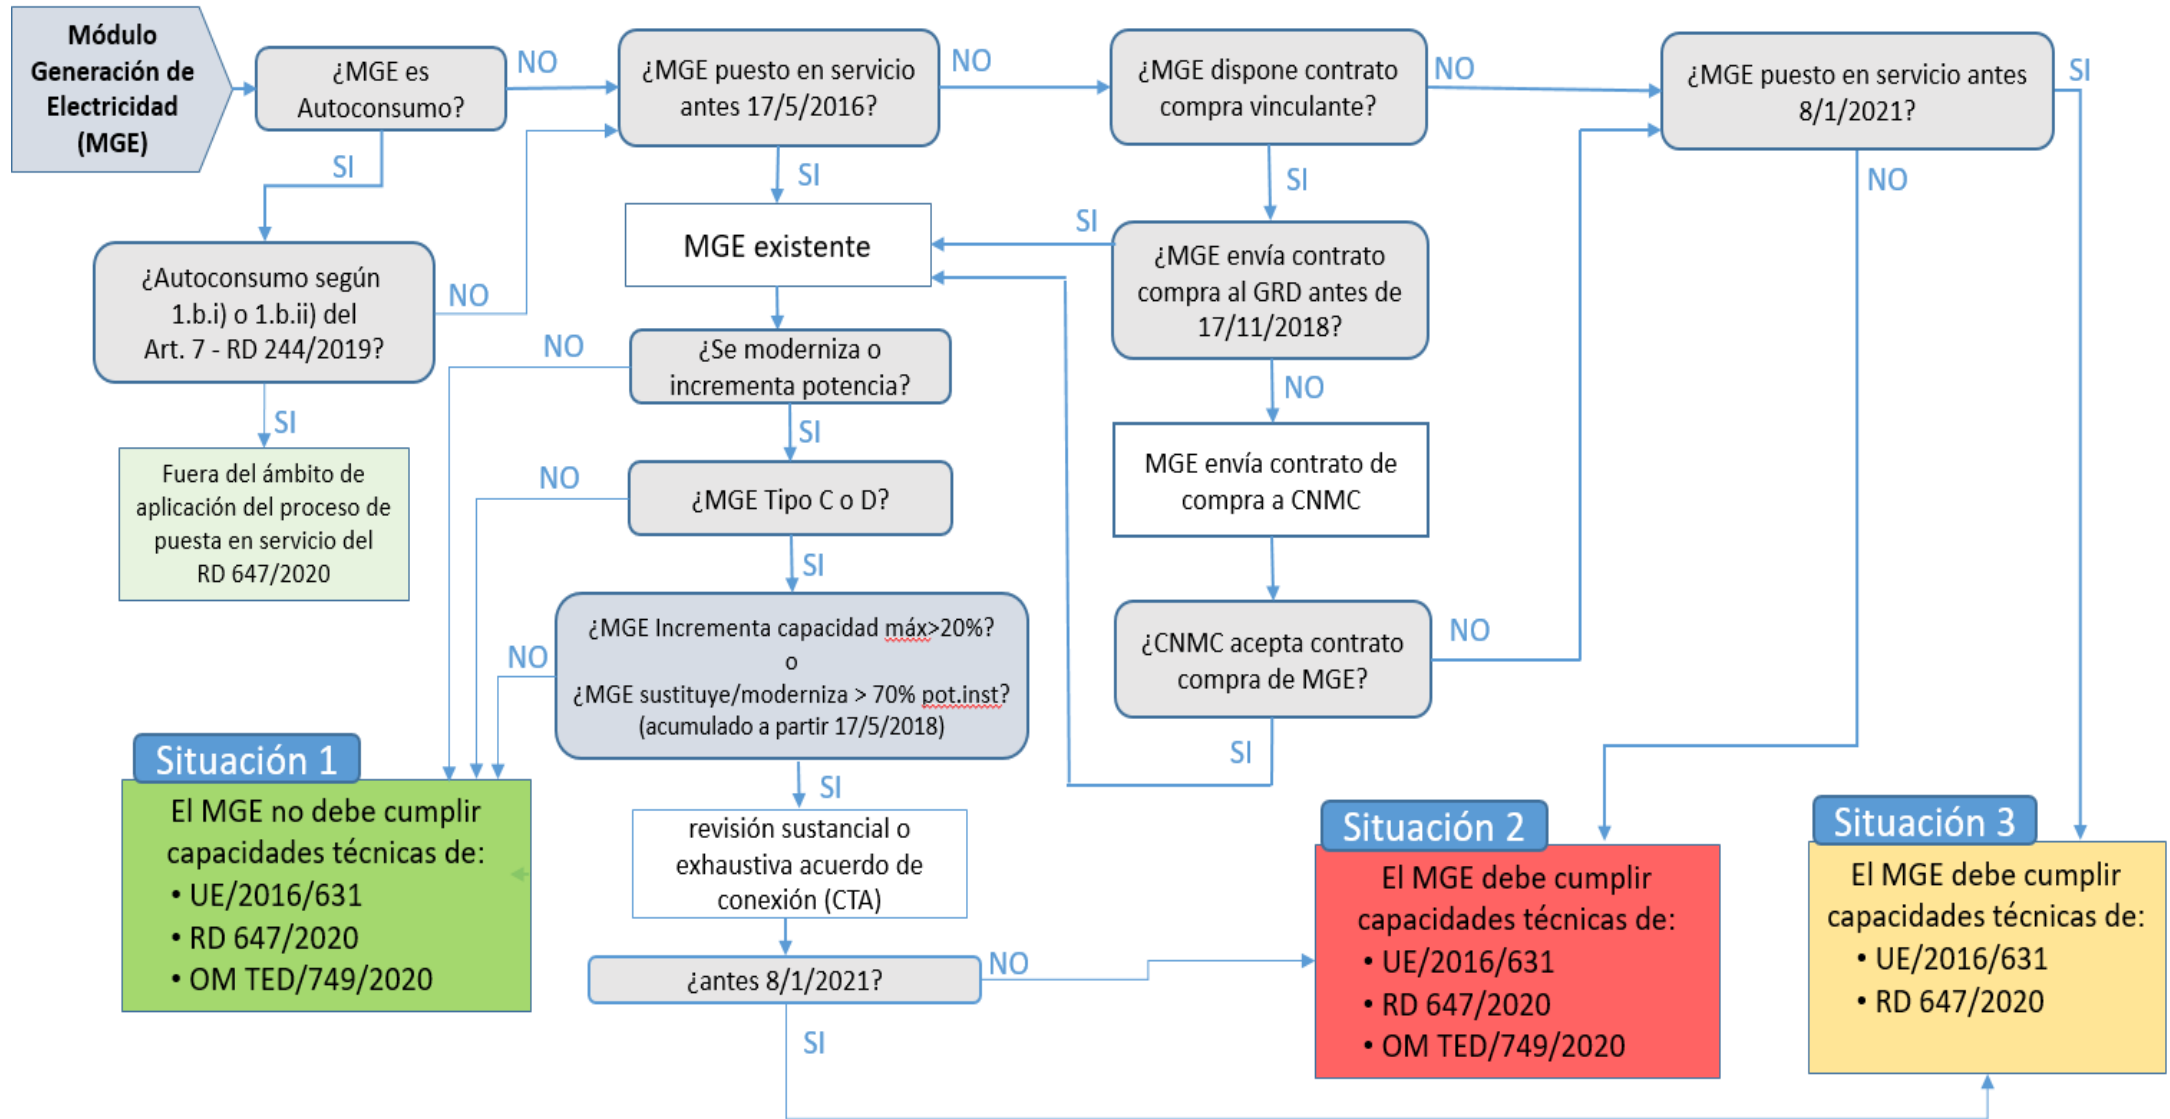 Módulo
Generación de
Electricidad
(MGE)
¿MGE es
Autoconsumo?
NO
SI
¿MGE puesto en servicio
antes 17/5/2016?
NO
SI
¿MGE dispone contrato
compra vinculante?
NO
SI
¿MGE puesto en servicio antes
8/1/2021?
SI
NO
¿Autoconsumo según
1.b.i) o 1.b.ii) del
Art. 7 - RD 244/2019?
NO
SI
Fuera del ámbito de
aplicación del proceso de
puesta en servicio del
RD 647/2020
MGE existente
SI
¿MGE envía contrato
compra al GRD antes de
17/11/2018?
NO
¿Se moderniza o
incrementa potencia?
NO
SI
MGE envía contrato de
compra a CNMC
¿MGE Tipo C o D?
NO
SI
¿CNMC acepta contrato
compra de MGE?
NO
SI
¿MGE Incrementa capacidad máx>20%?
o
¿MGE sustituye/moderniza > 70% pot.inst?
(acumulado a partir 17/5/2018)
NO
SI
revisión sustancial o
exhaustiva acuerdo de
conexión (CTA)
¿antes 8/1/2021?
NO
SI
Situación 1
El MGE no debe cumplir
capacidades técnicas de:
• UE/2016/631
• RD 647/2020
• OM TED/749/2020
Situación 2
El MGE debe cumplir
capacidades técnicas de:
• UE/2016/631
• RD 647/2020
• OM TED/749/2020
Situación 3
El MGE debe cumplir
capacidades técnicas de:
• UE/2016/631
• RD 647/2020